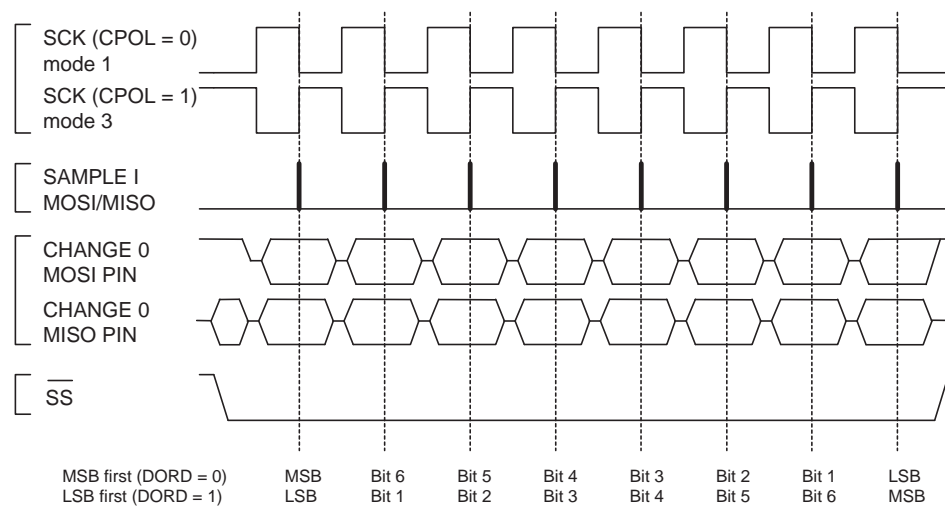 SCK (CPOL = 0)
mode 1
SCK (CPOL = 1)
mode 3
SAMPLE I
MOSI/MISO
CHANGE 0
MOSI PIN
CHANGE 0
MISO PIN
SS
MSB first (DORD = 0) MSB Bit 6 Bit 5 Bit 4 Bit 3 Bit 2 Bit 1 LSB
LSB first (DORD = 1) LSB Bit 1 Bit 2 Bit 3 Bit 4 Bit 5 Bit 6 MSB